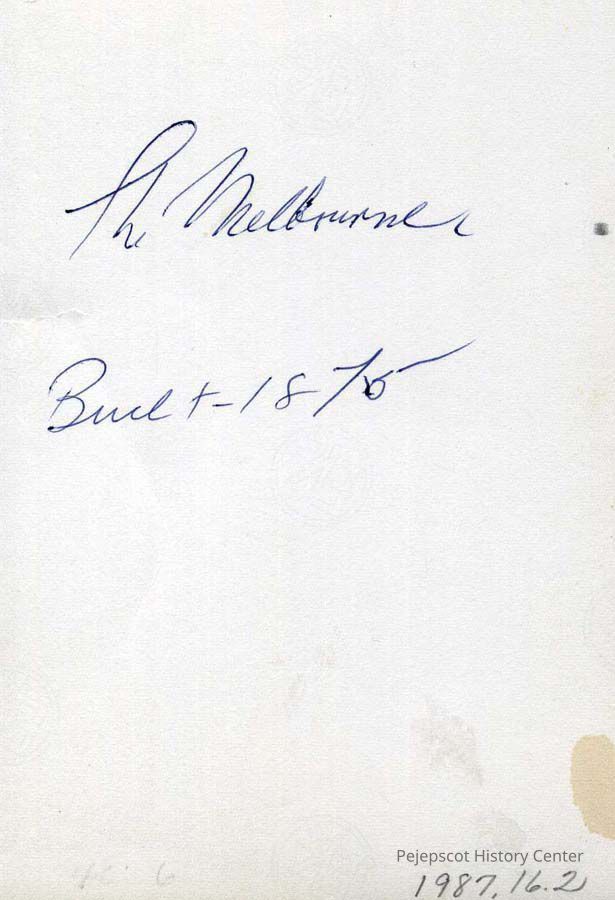 The Melbourne
Built-1875
Pejepscot History Center
1987.16.2